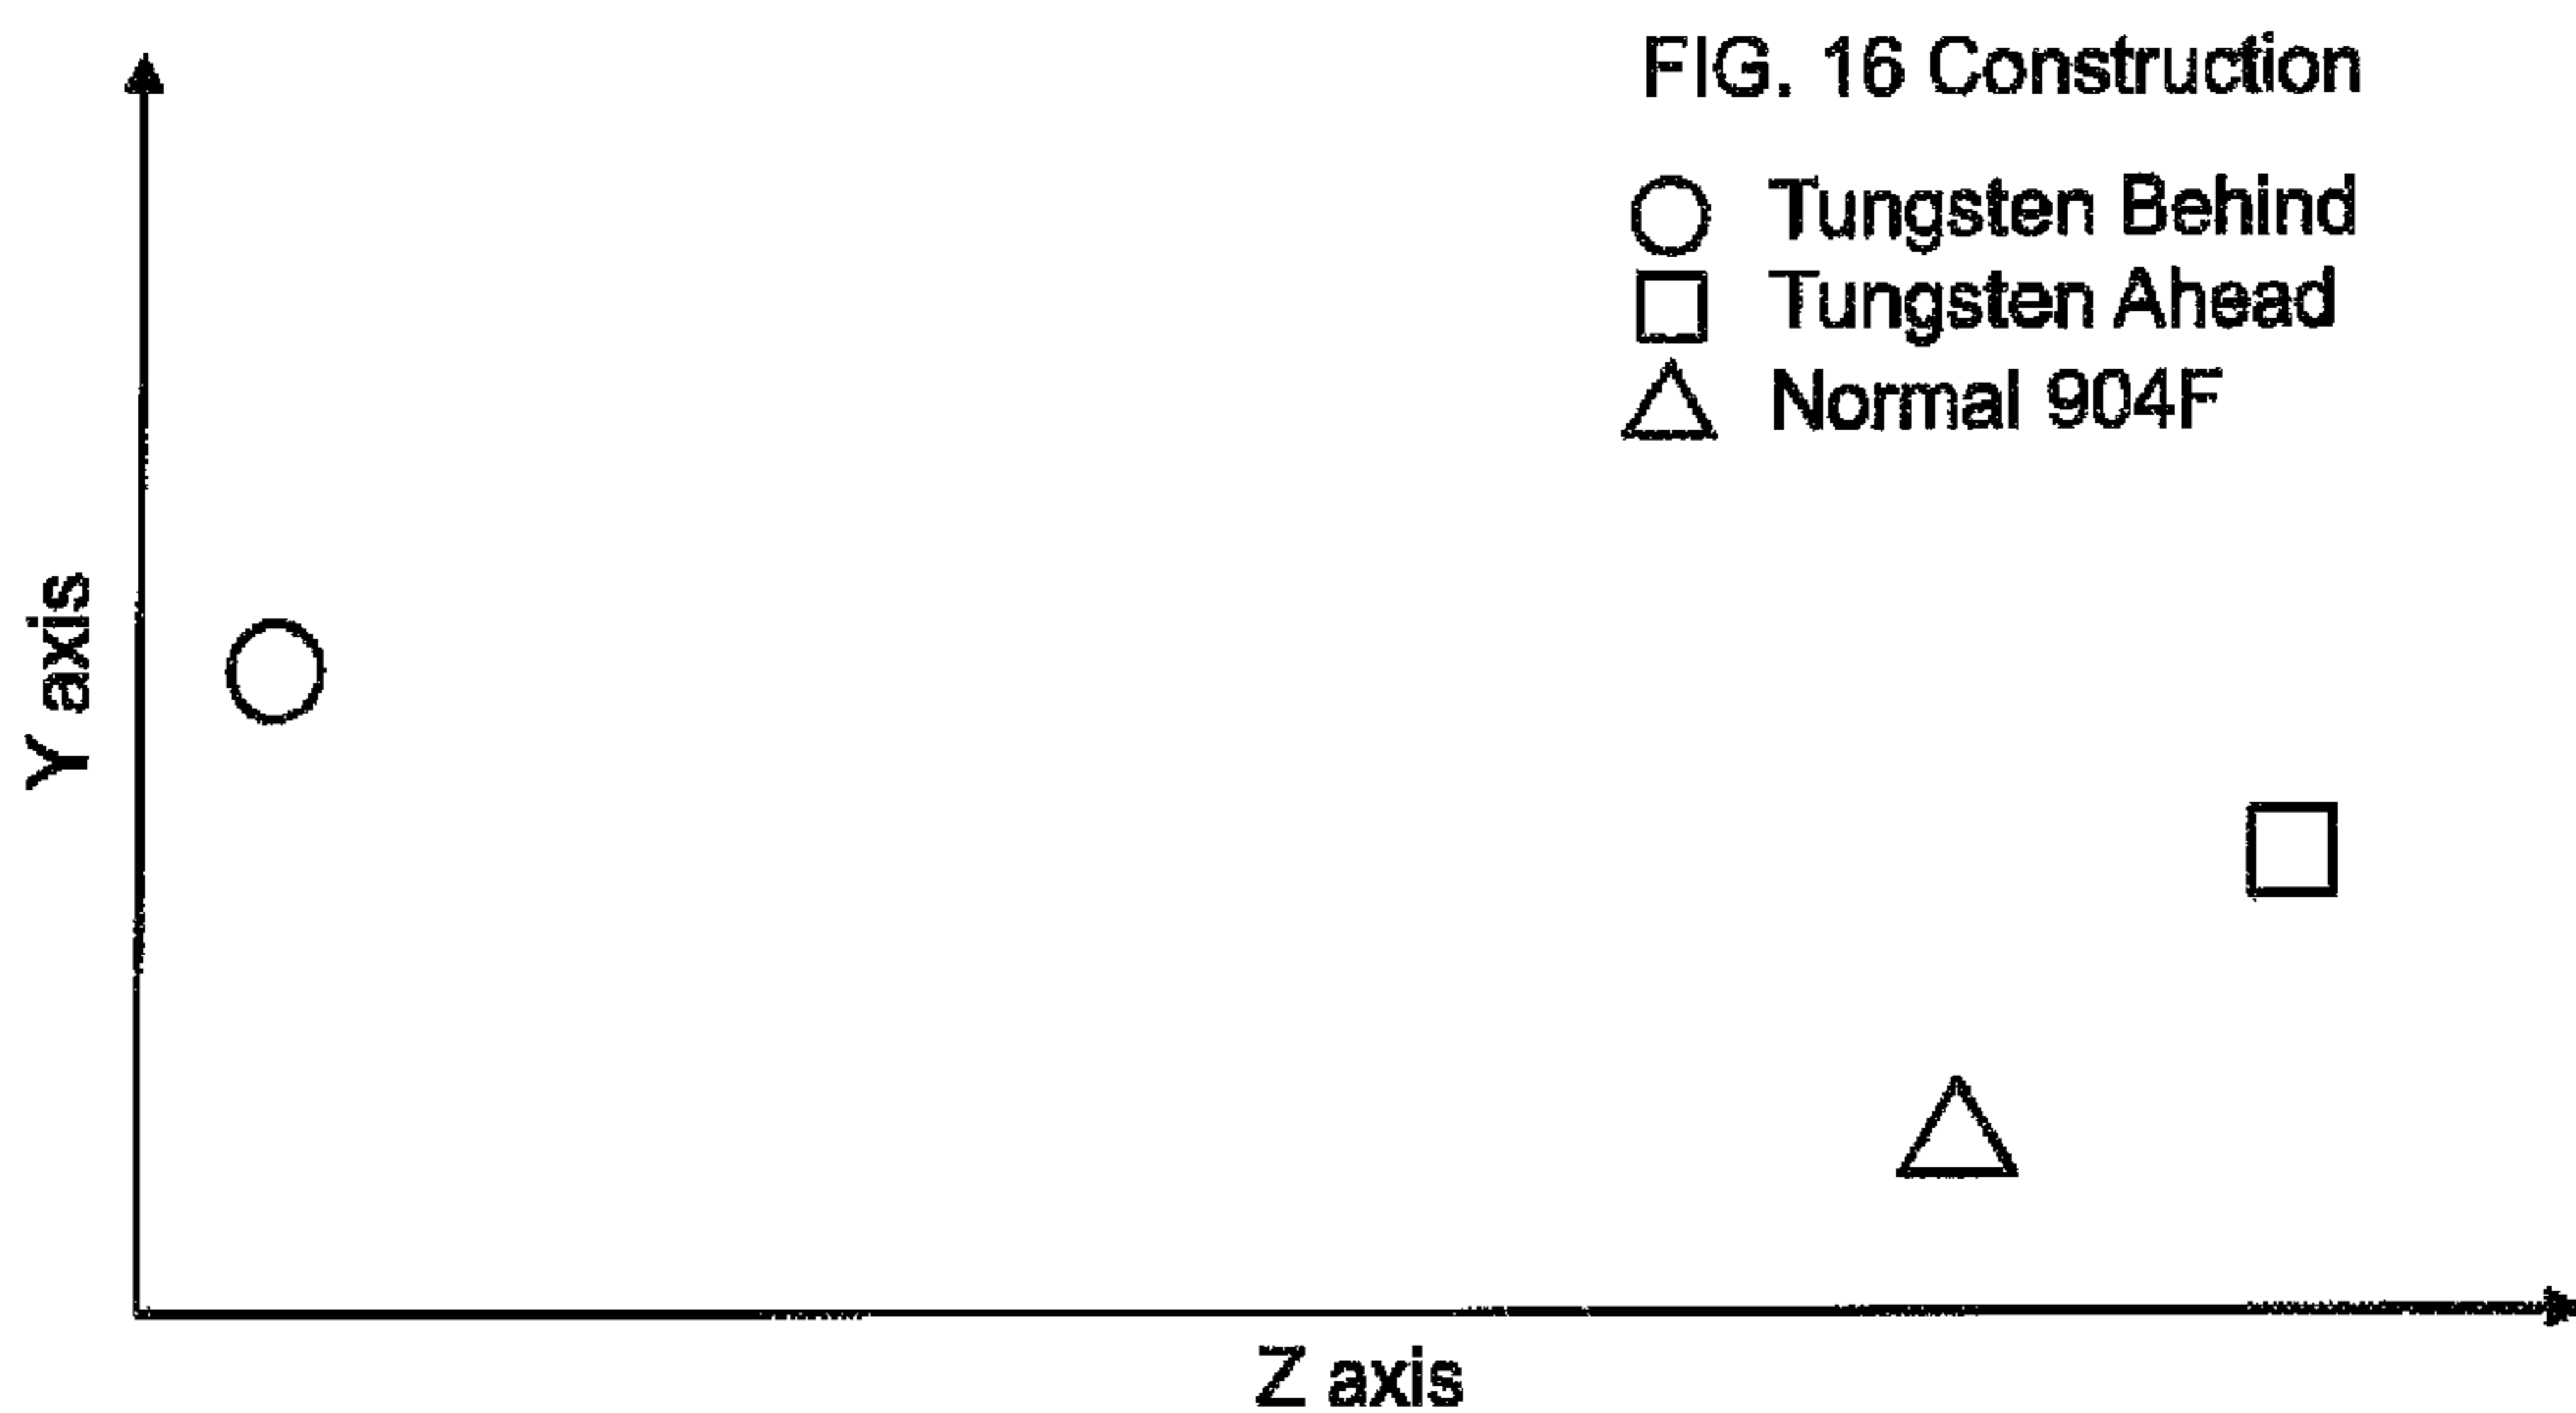 FIG. 16 Construction
Tungsten Behind
Tungsten Ahead
Normal 904F
Y axis
Z axis